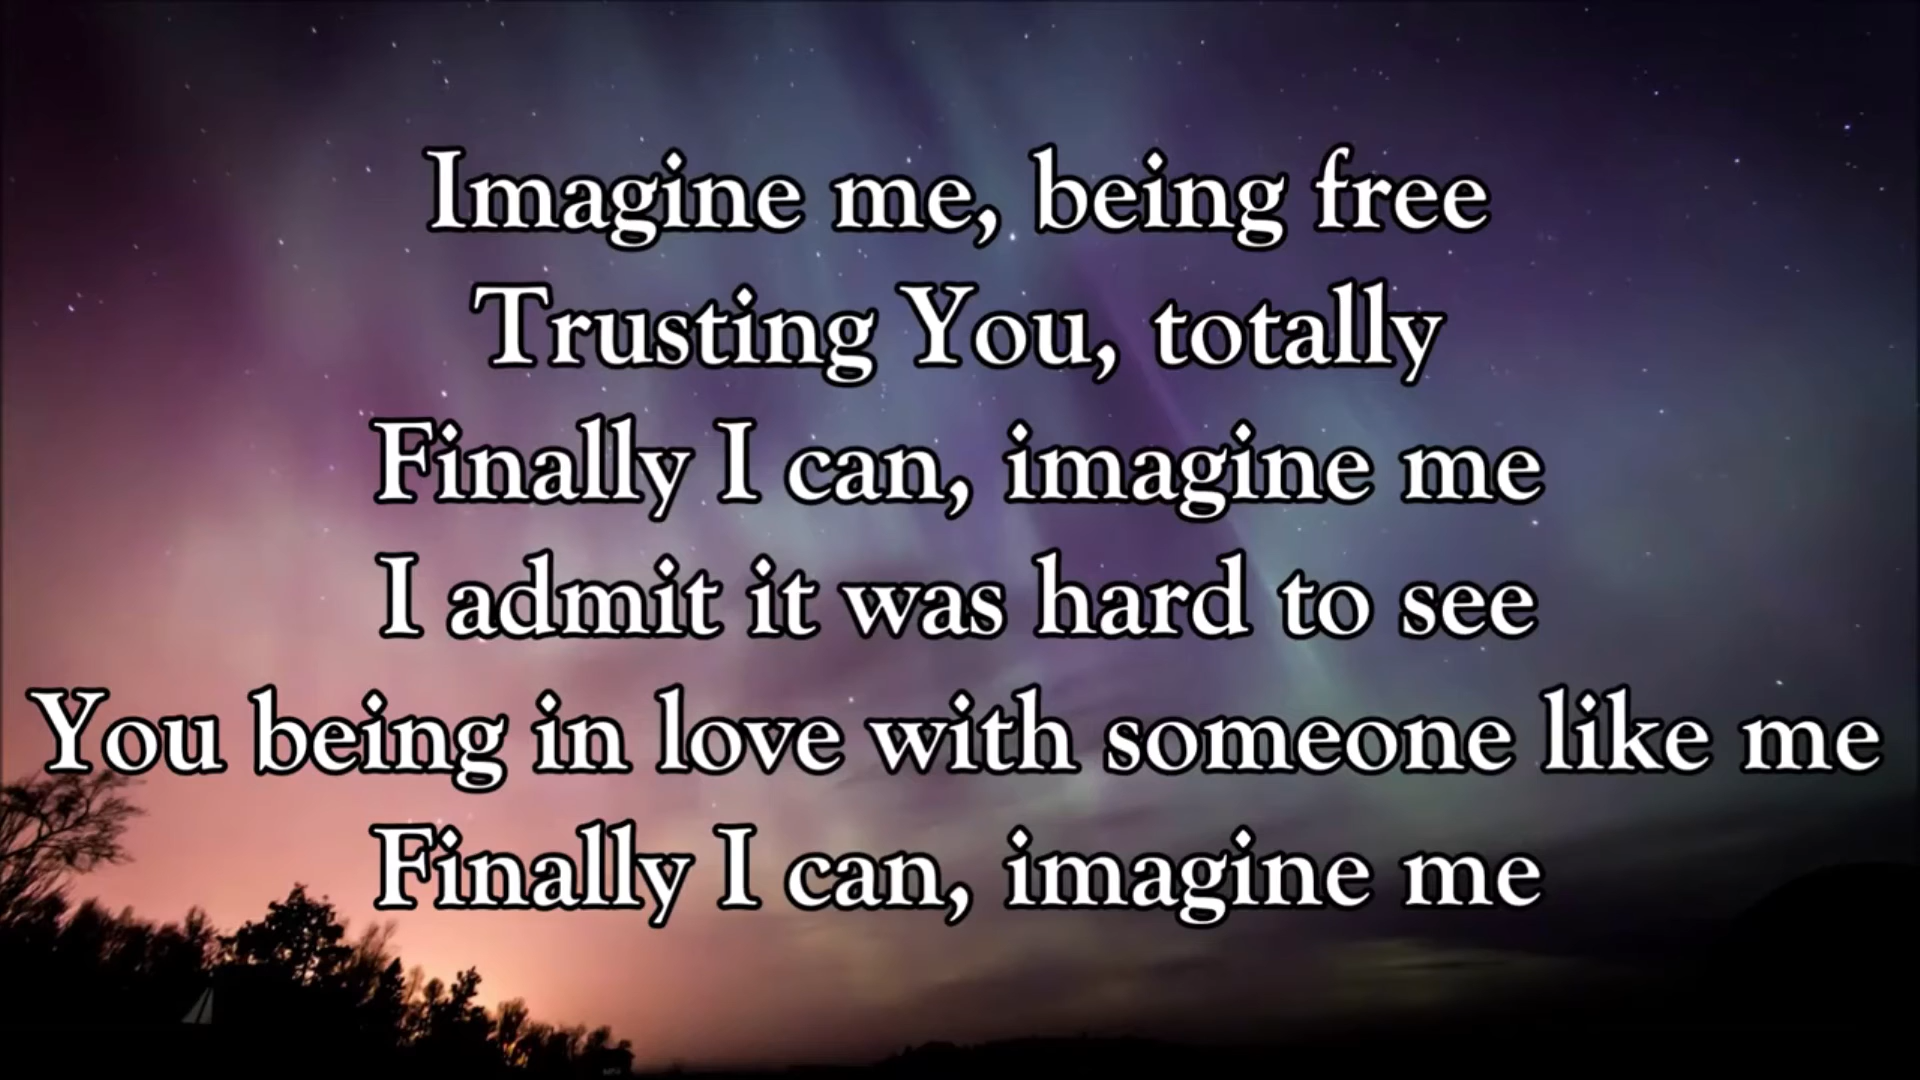 Imagine me, being free
Trusting You, totally
Finally I can, imagine me
I admit it was hard to see
You being in love with someone like me
Finally I can, imagine me